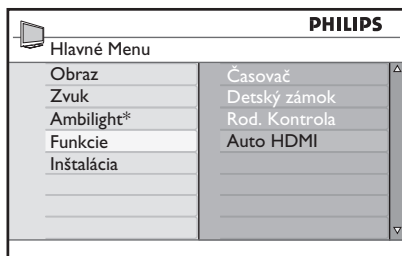 PHILIPS
Hlavné Menu
Obraz
Zvuk
Ambilight*
Funkcie
Inštalácia
Časovač
Detský zámok
Rod. Kontrola
Auto HDMI